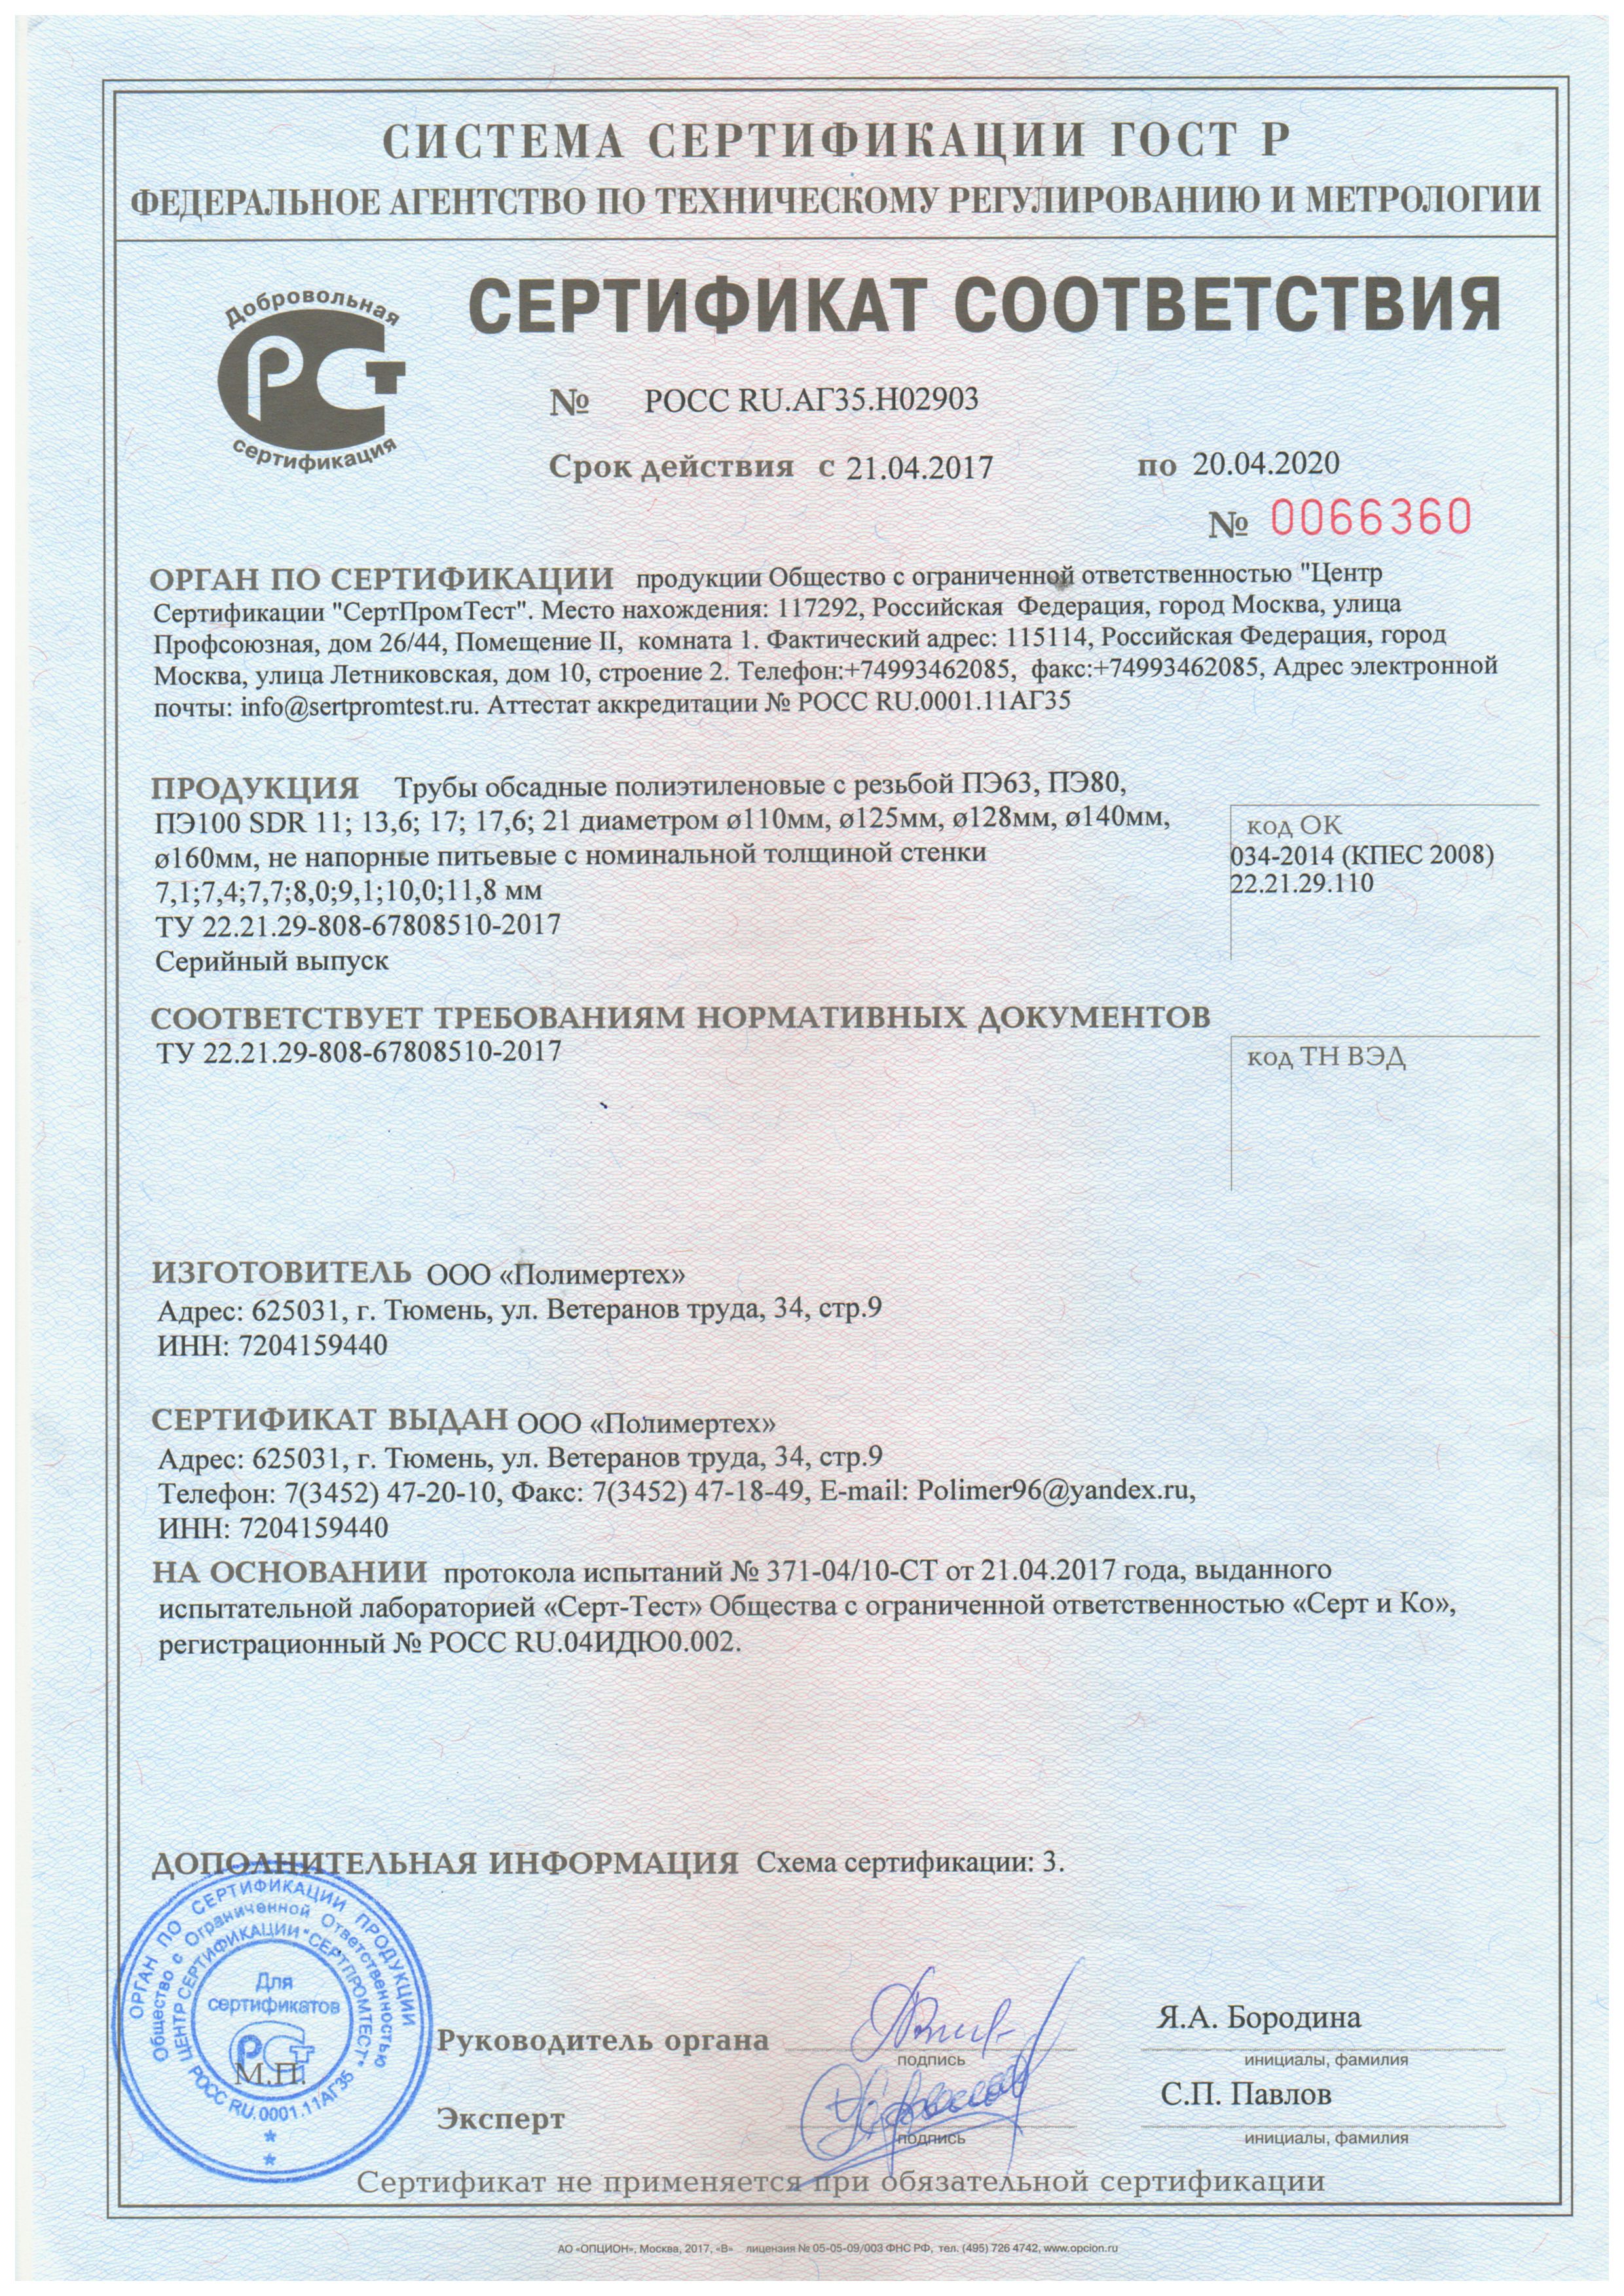 СИСТЕМА СЕРТИФИКАЦИИ ГОСТ Р
ФЕДЕРАЛЬНОЕ АГЕНТСТВО ПО ТЕХНИЧЕСКОМУ РЕГУЛИРОВАНИЮ И МЕТРОЛОГИИ
Добровольная
РСТ
сертификация
СЕРТИФИКАТ СООТВЕТСТВИЯ
№ РОСС RU.АГ35.Н02903
Срок действия с 21.04.2017 по 20.04.2020
№ 0066360
ОРГАН ПО СЕРТИФИКАЦИИ продукции Общество с ограниченной ответственностью "Центр
Сертификации "СертПромТест". Место нахождения: 117292, Российская Федерация, город Москва, улица
Профсоюзная, дом 26/44, Помещение II, комната 1. Фактический адрес: 115114, Российская Федерация, город
Москва, улица Летниковская, дом 10, строение 2. Телефон:+74993462085, факс:+74993462085, Адрес электронной
почты: info@sertpromtest.ru. Аттестат аккредитации № РОСС RU.0001.11АГ35
ПРОДУКЦИЯ Трубы обсадные полиэтиленовые с резьбой ПЭ63, ПЭ80,
ПЭ100 SDR 11; 13,6; 17; 17,6; 21 диаметром ø110мм, ø125мм, ø128мм, ø140мм,
ø160мм, не напорные питьевые с номинальной толщиной стенки
7,1;7,4;7,7;8,0;9,1;10,0;11,8 мм
ТУ 22.21.29-808-67808510-2017
Серийный выпуск
код ОК
034-2014 (КПЕС 2008)
22.21.29.110
СООТВЕТСТВУЕТ ТРЕБОВАНИЯМ НОРМАТИВНЫХ ДОКУМЕНТОВ
ТУ 22.21.29-808-67808510-2017
код ТН ВЭД
ИЗГОТОВИТЕЛЬ ООО «Полимертех»
Адрес: 625031, г. Тюмень, ул. Ветеранов труда, 34, стр.9
ИНН: 7204159440
СЕРТИФИКАТ ВЫДАН ООО «Полимертех»
Адрес: 625031, г. Тюмень, ул. Ветеранов труда, 34, стр.9
Телефон: 7(3452) 47-20-10, Факс: 7(3452) 47-18-49, E-mail: Polimer96@yandex.ru,
ИНН: 7204159440
НА ОСНОВАНИИ протокола испытаний № 371-04/10-СТ от 21.04.2017 года, выданного
испытательной лабораторией «Серт-Тест» Общества с ограниченной ответственностью «Серт и Ко»,
регистрационный № РОСС RU.04ИДЮ0.002.
ДОПОЛНИТЕЛЬНАЯ ИНФОРМАЦИЯ Схема сертификации: 3.
ОРГАН ПО СЕРТИФИКАЦИИ ПРОДУКЦИИ
Общество с Ограниченной Ответственностью
ЦЕНТР СЕРТИФИКАЦИИ "СЕРТПРОМТЕСТ"
РОСС RU.0001.11АГ35
Для
сертификатов
РСТ
М.П.
Руководитель органа
подпись
Я.А. Бородина
инициалы, фамилия
Эксперт
подпись
С.П. Павлов
инициалы, фамилия
Сертификат не применяется при обязательной сертификации
АО «ОПЦИОН», Москва, 2017, «В» лицензия № 05-05-09/003 ФНС РФ, тел. (495) 726 4742, www.opcion.ru